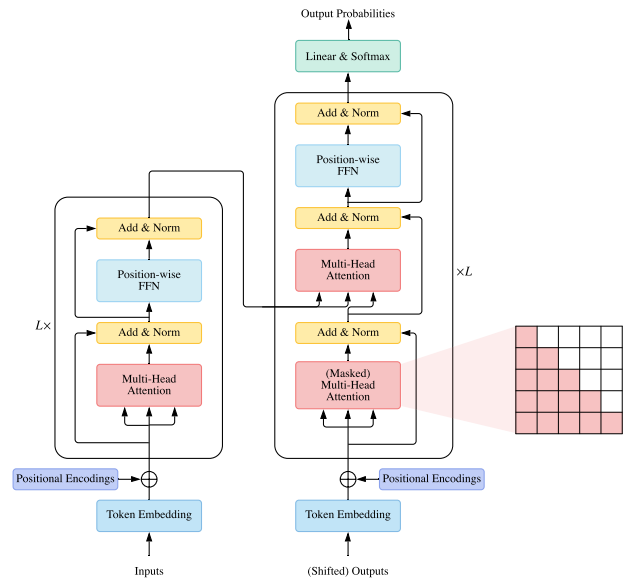 Output Probabilities
Linear & Softmax
Add & Norm
Position-wise
FFN
Add & Norm
Multi-Head
Attention
×L
Add & Norm
(Masked)
Multi-Head
Attention
Positional Encodings
Token Embedding
(Shifted) Outputs
Add & Norm
Position-wise
FFN
L×
Add & Norm
Multi-Head
Attention
Positional Encodings
Token Embedding
Inputs